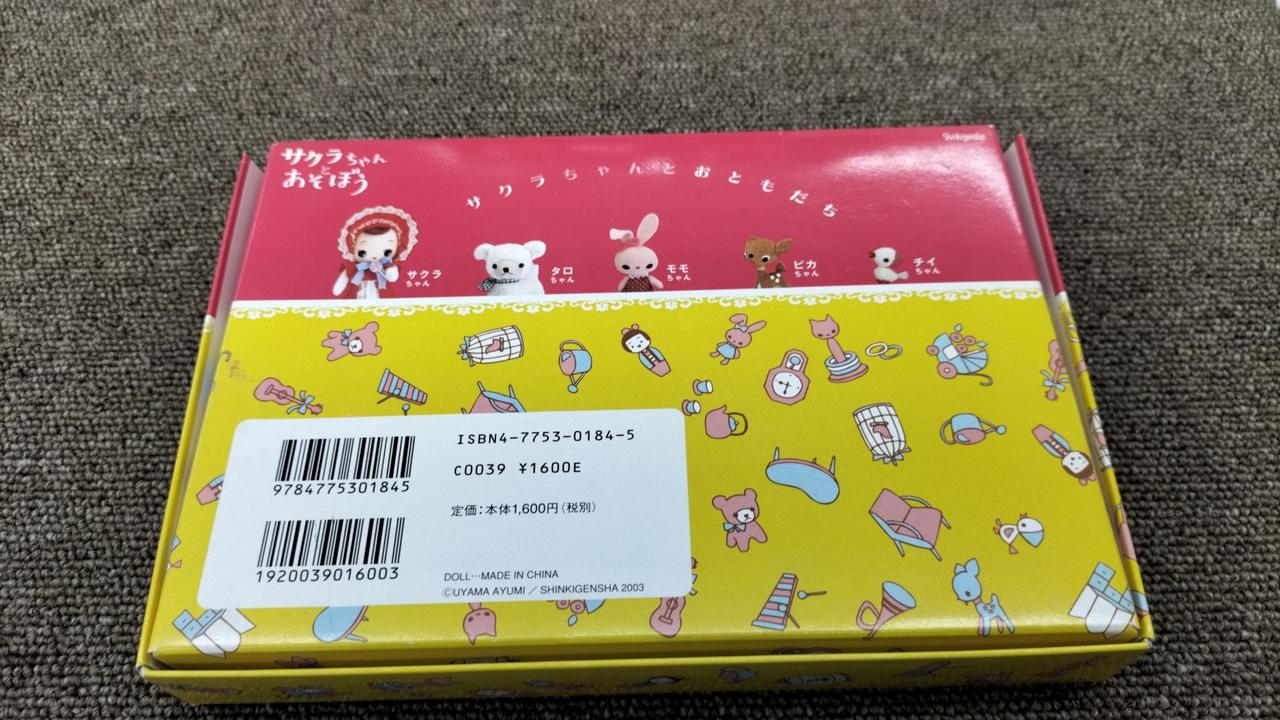 Shinkigensha
サクラちゃん
と
あそぼう
サクラちゃんとおともだち
サクラ
ちゃん
タロ
ちゃん
モモ
ちゃん
ピカ
ちゃん
チイ
ちゃん
ISBN4-7753-0184-5
C0039 ¥1600E
9784775301845
定価：本体1,600円（税別）
1920039016003
DOLL…MADE IN CHINA
©UYAMA AYUMI／SHINKIGENSHA 2003